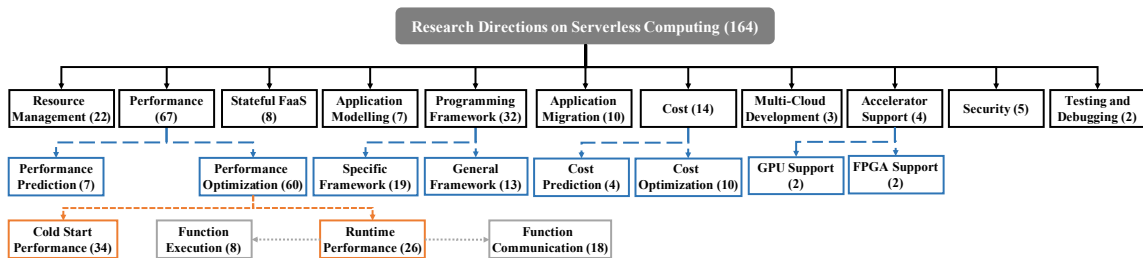 Research Directions on Serverless Computing (164)
Resource
Management (22)
Performance
(67)
Stateful FaaS
(8)
Application
Modelling (7)
Programming
Framework (32)
Application
Migration (10)
Cost (14)
Multi-Cloud
Development (3)
Accelerator
Support (4)
Security (5)
Testing and
Debugging (2)
Performance
Prediction (7)
Performance
Optimization (60)
Specific
Framework (19)
General
Framework (13)
Cost
Prediction (4)
Cost
Optimization (10)
GPU Support
(2)
FPGA Support
(2)
Cold Start
Performance (34)
Function
Execution (8)
Runtime
Performance (26)
Function
Communication (18)